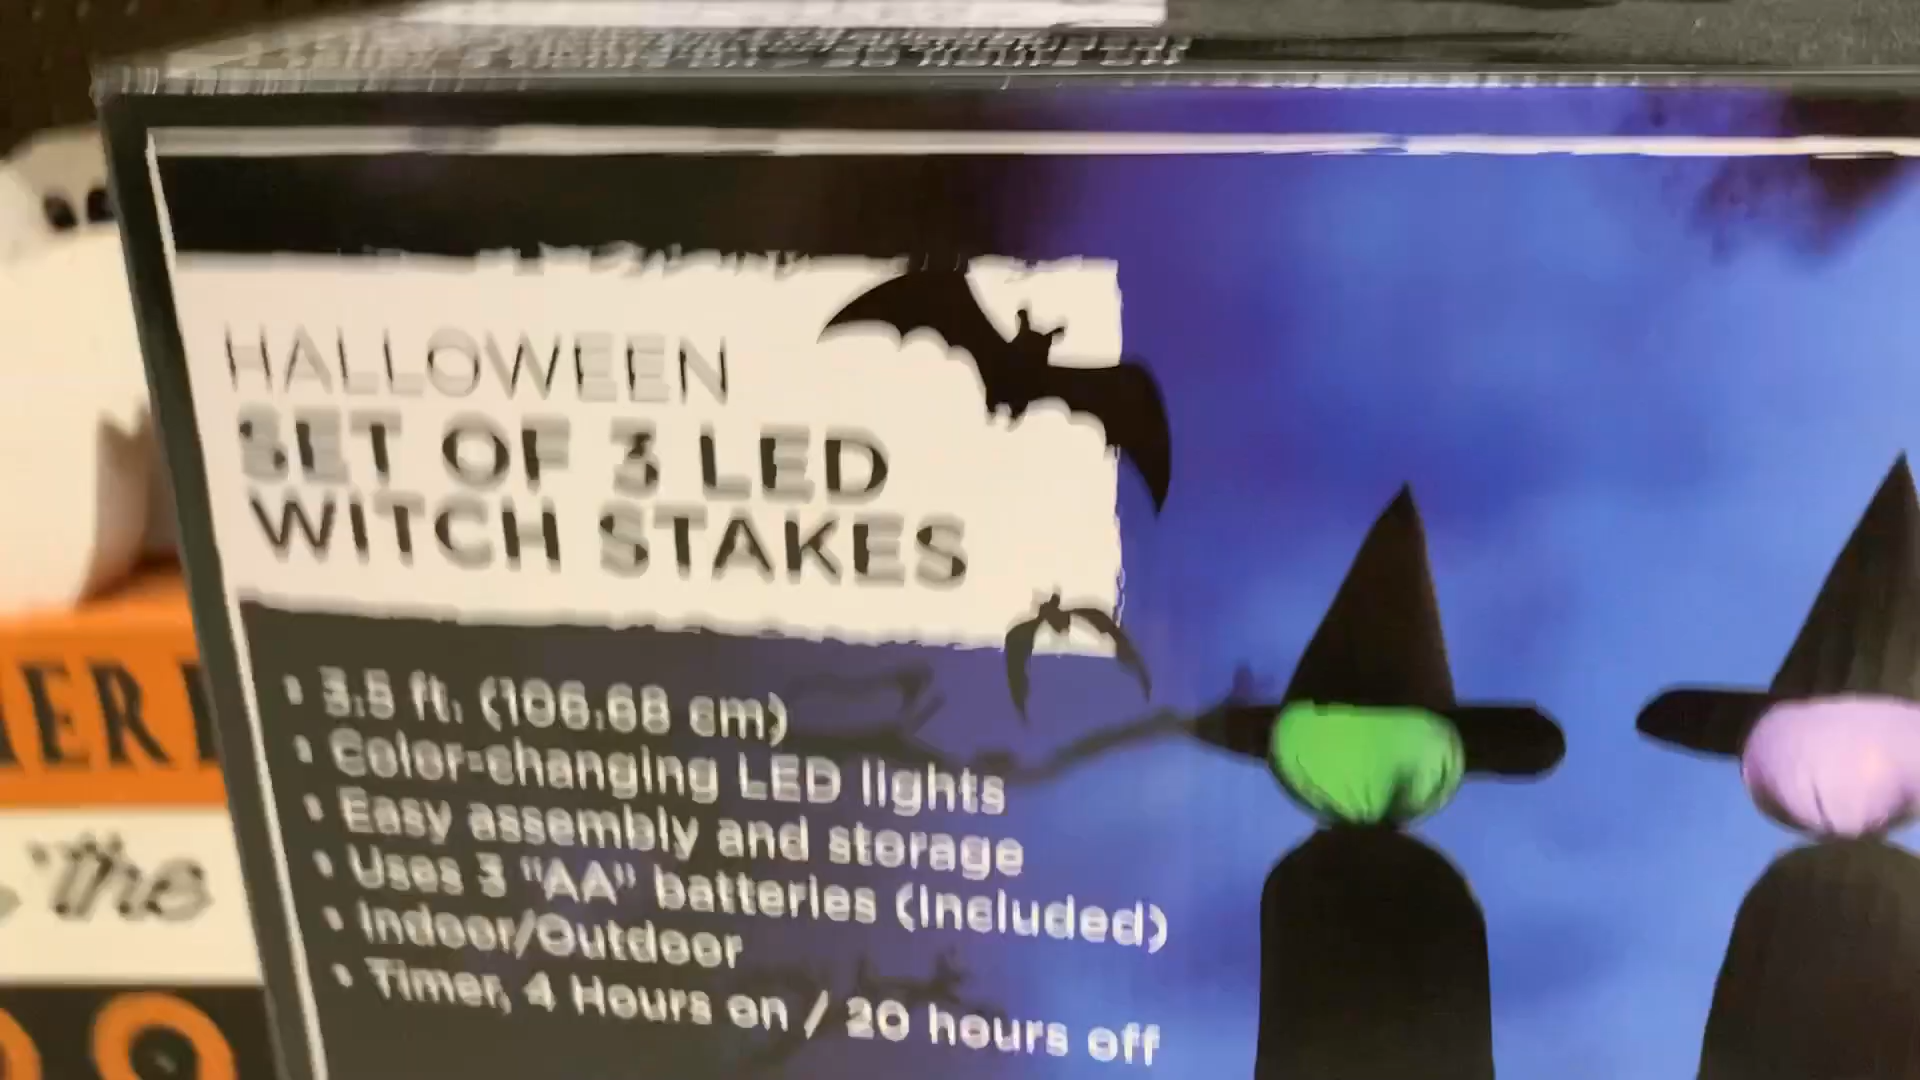 HALLOWEEN
SET OF 3 LED
WITCH STAKES
• 3.5 ft. (106.68 cm)
• Color-changing LED lights
• Easy assembly and storage
• Uses 3 "AA" batteries (included)
• Indoor/Outdoor
• Timer, 4 Hours on / 20 hours off
the